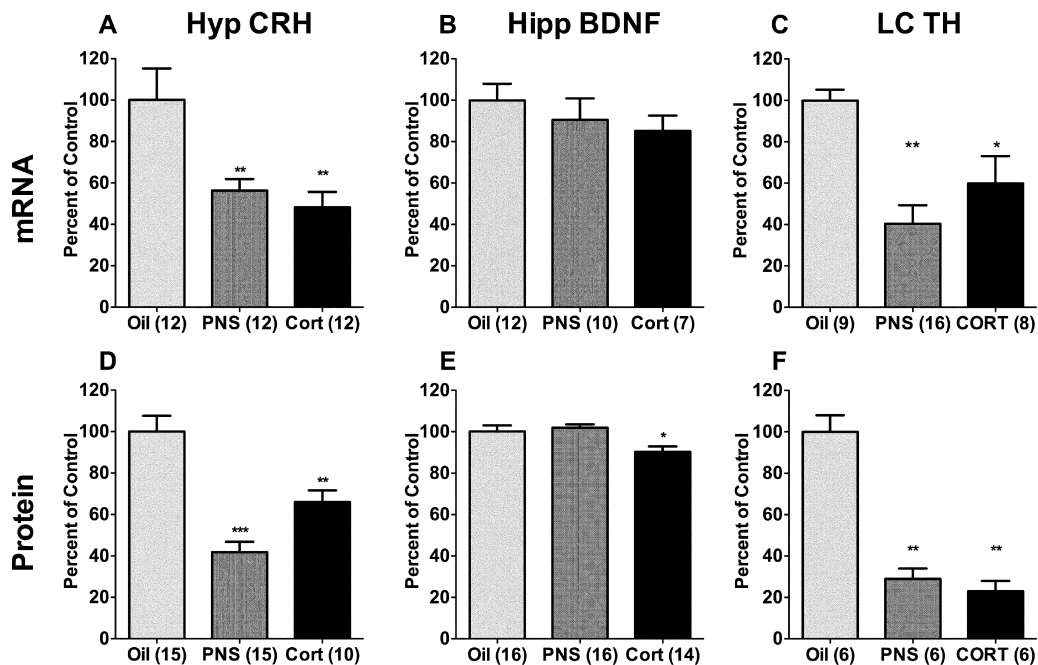 A Hyp CRH
B Hipp BDNF
C LC TH
mRNA
Percent of Control
120
100
80
60
40
20
0
**
**
Oil (12) PNS (12) Cort (12)
Percent of Control
120
100
80
60
40
20
0
Oil (12) PNS (10) Cort (7)
Percent of Control
120
100
80
60
40
20
0
**
*
Oil (9) PNS (16) CORT (8)
Protein
D
Percent of Control
120
100
80
60
40
20
0
***
**
Oil (15) PNS (15) Cort (10)
E
Percent of Control
120
100
80
60
40
20
0
*
Oil (16) PNS (16) Cort (14)
F
Percent of Control
120
100
80
60
40
20
0
**
**
Oil (6) PNS (6) CORT (6)